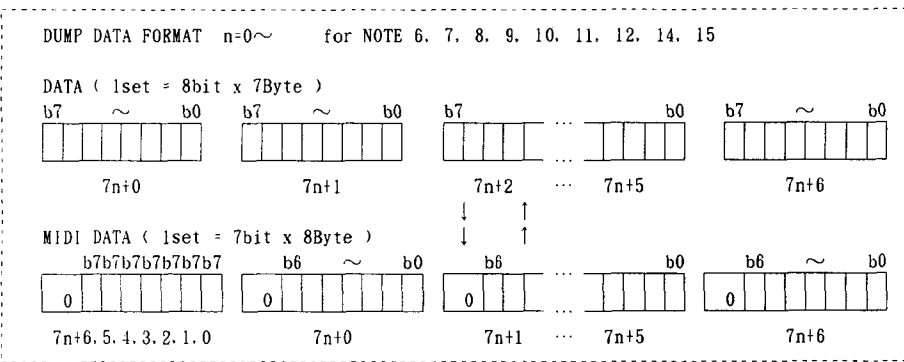 DUMP DATA FORMAT n=0～ for NOTE 6, 7, 8, 9, 10, 11, 12, 14, 15
DATA ( 1set = 8bit x 7Byte )
b7 ～ b0 b7 ～ b0 b7 ... b0 b7 ～ b0
...
7n+0 7n+1 7n+2 ... 7n+5 7n+6
↓ ↑
MIDI DATA ( 1set = 7bit x 8Byte ) ↓ ↑
b7b7b7b7b7b7b7 b6 ～ b0 b6 ... b0 b6 ～ b0
0 0 0 ... 0
7n+6,5,4,3,2,1,0 7n+0 7n+1 ... 7n+5 7n+6